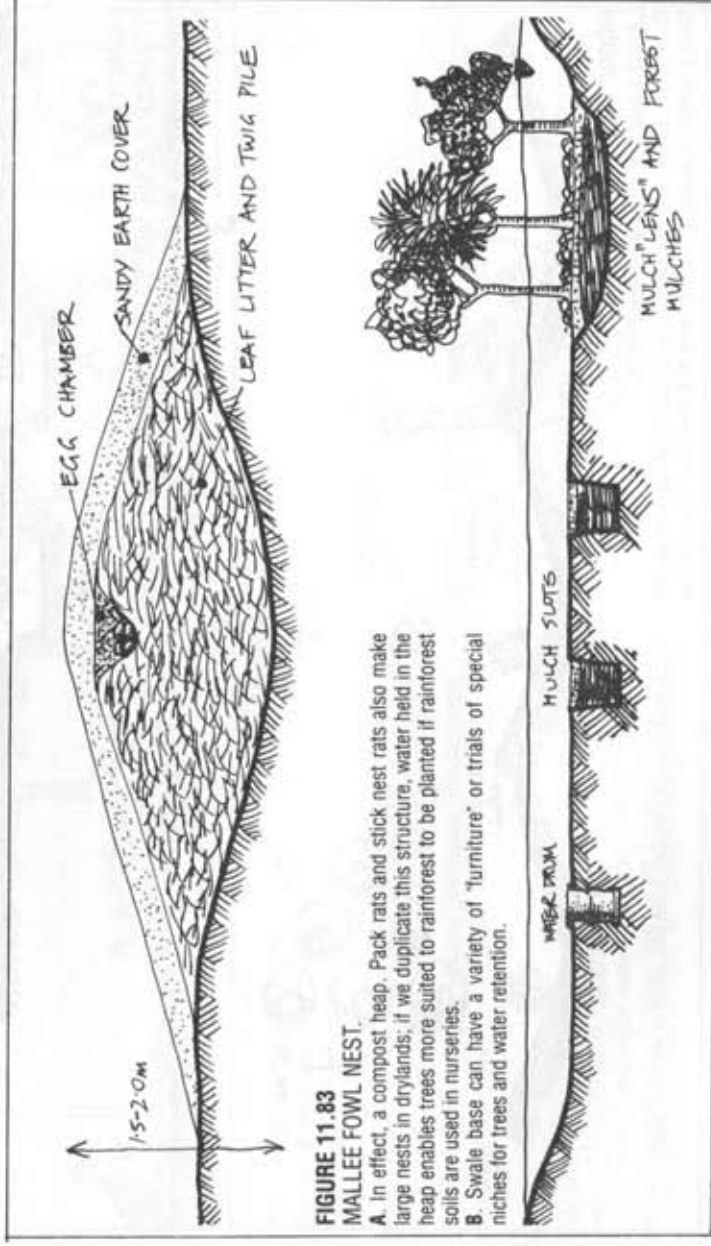 EGG CHAMBER
SANDY EARTH COVER
1·5-2·0M
LEAF LITTER AND TWIG PILE
FIGURE 11.83
MALLEE FOWL NEST.
A. In effect, a compost heap. Pack rats and stick nest rats also make
large nests in drylands; if we duplicate this structure, water held in the
heap enables trees more suited to rainforest to be planted if rainforest
soils are used in nurseries.
B. Swale base can have a variety of "furniture" or trials of special
niches for trees and water retention.
WATER DRUM
MULCH SLOTS
MULCH "LENS" AND FOREST
MULCHES